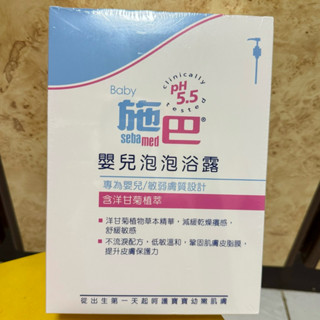 clinically
pH
5.5
tested
Baby
施巴®
sebamed
嬰兒泡泡浴露
專為嬰兒/敏弱膚質設計
含洋甘菊植萃
• 洋甘菊植物草本精華，減緩乾燥癢感，
舒緩敏感
• 不流淚配方，低敏溫和，鞏固肌膚皮脂膜，
提升皮膚保護力
從出生第一天起呵護寶寶幼嫩肌膚